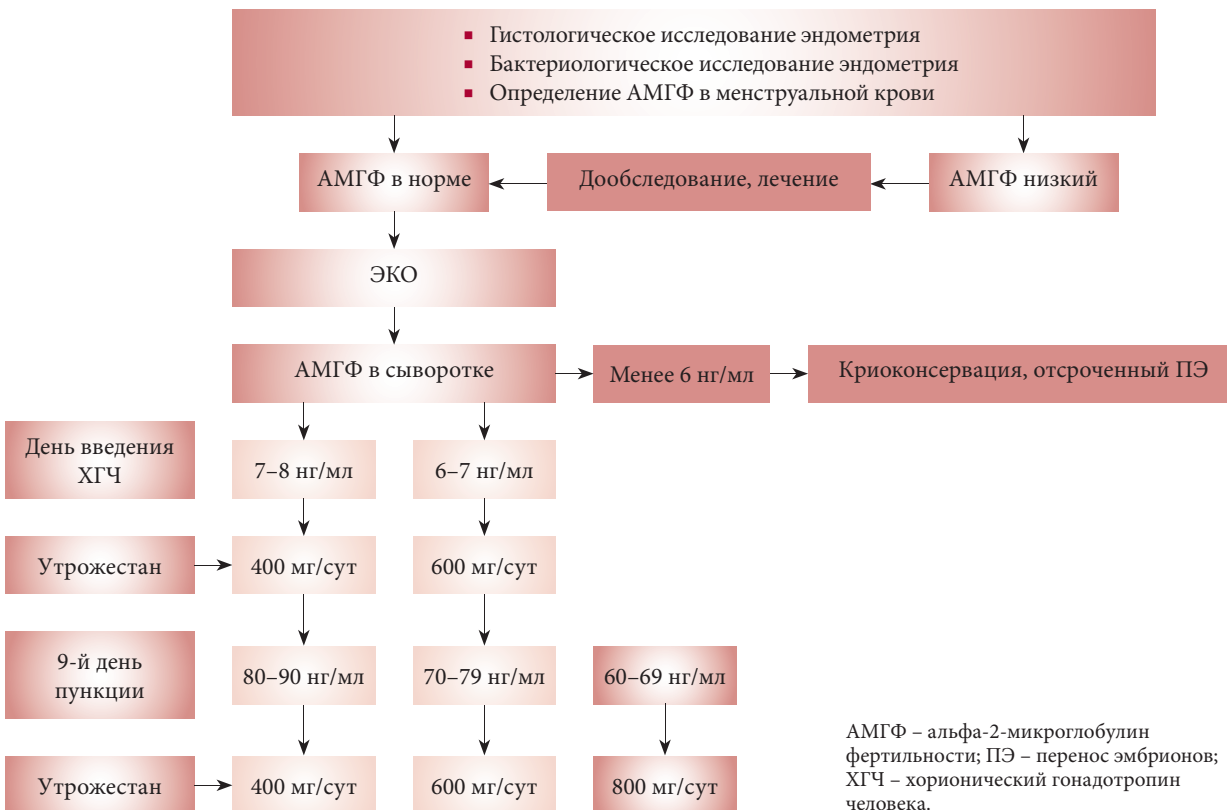 ▪ Гистологическое исследование эндометрия
▪ Бактериологическое исследование эндометрия
▪ Определение АМГФ в менструальной крови
АМГФ в норме
Дообследование, лечение
АМГФ низкий
ЭКО
АМГФ в сыворотке
Менее 6 нг/мл
Криоконсервация, отсроченный ПЭ
День введения
ХГЧ
7–8 нг/мл
6–7 нг/мл
Утрожестан
400 мг/сут
600 мг/сут
9-й день
пункции
80–90 нг/мл
70–79 нг/мл
60–69 нг/мл
Утрожестан
400 мг/сут
600 мг/сут
800 мг/сут
АМГФ – альфа-2-микроглобулин
фертильности; ПЭ – перенос эмбрионов;
ХГЧ – хорионический гонадотропин
человека.